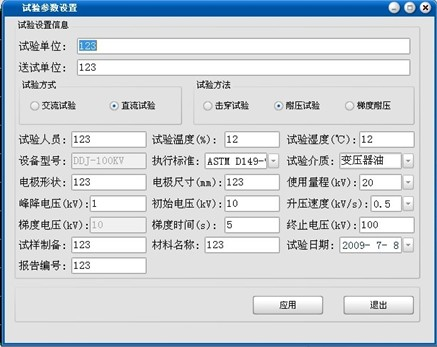 试验参数设置
试验设置信息
试验单位: 123
送试单位: 123
试验方式 试验方法
交流试验 直流试验 击穿试验 耐压试验 梯度耐压
试验人员: 123 试验温度(%): 12 试验湿度(℃): 12
设备型号: DDJ-100KV 执行标准: ASTM D149- 试验介质: 变压器油
电极形状: 123 电极尺寸(mm): 123 使用量程(kV): 20
峰降电压(kV): 1 初始电压(kV): 10 升压速度(kV/s): 0.5
梯度电压(kV): 10 梯度时间(s): 5 终止电压(kV): 100
试样制备: 123 材料名称: 123 试验日期: 2009- 7- 8
报告编号: 123
应用 退出